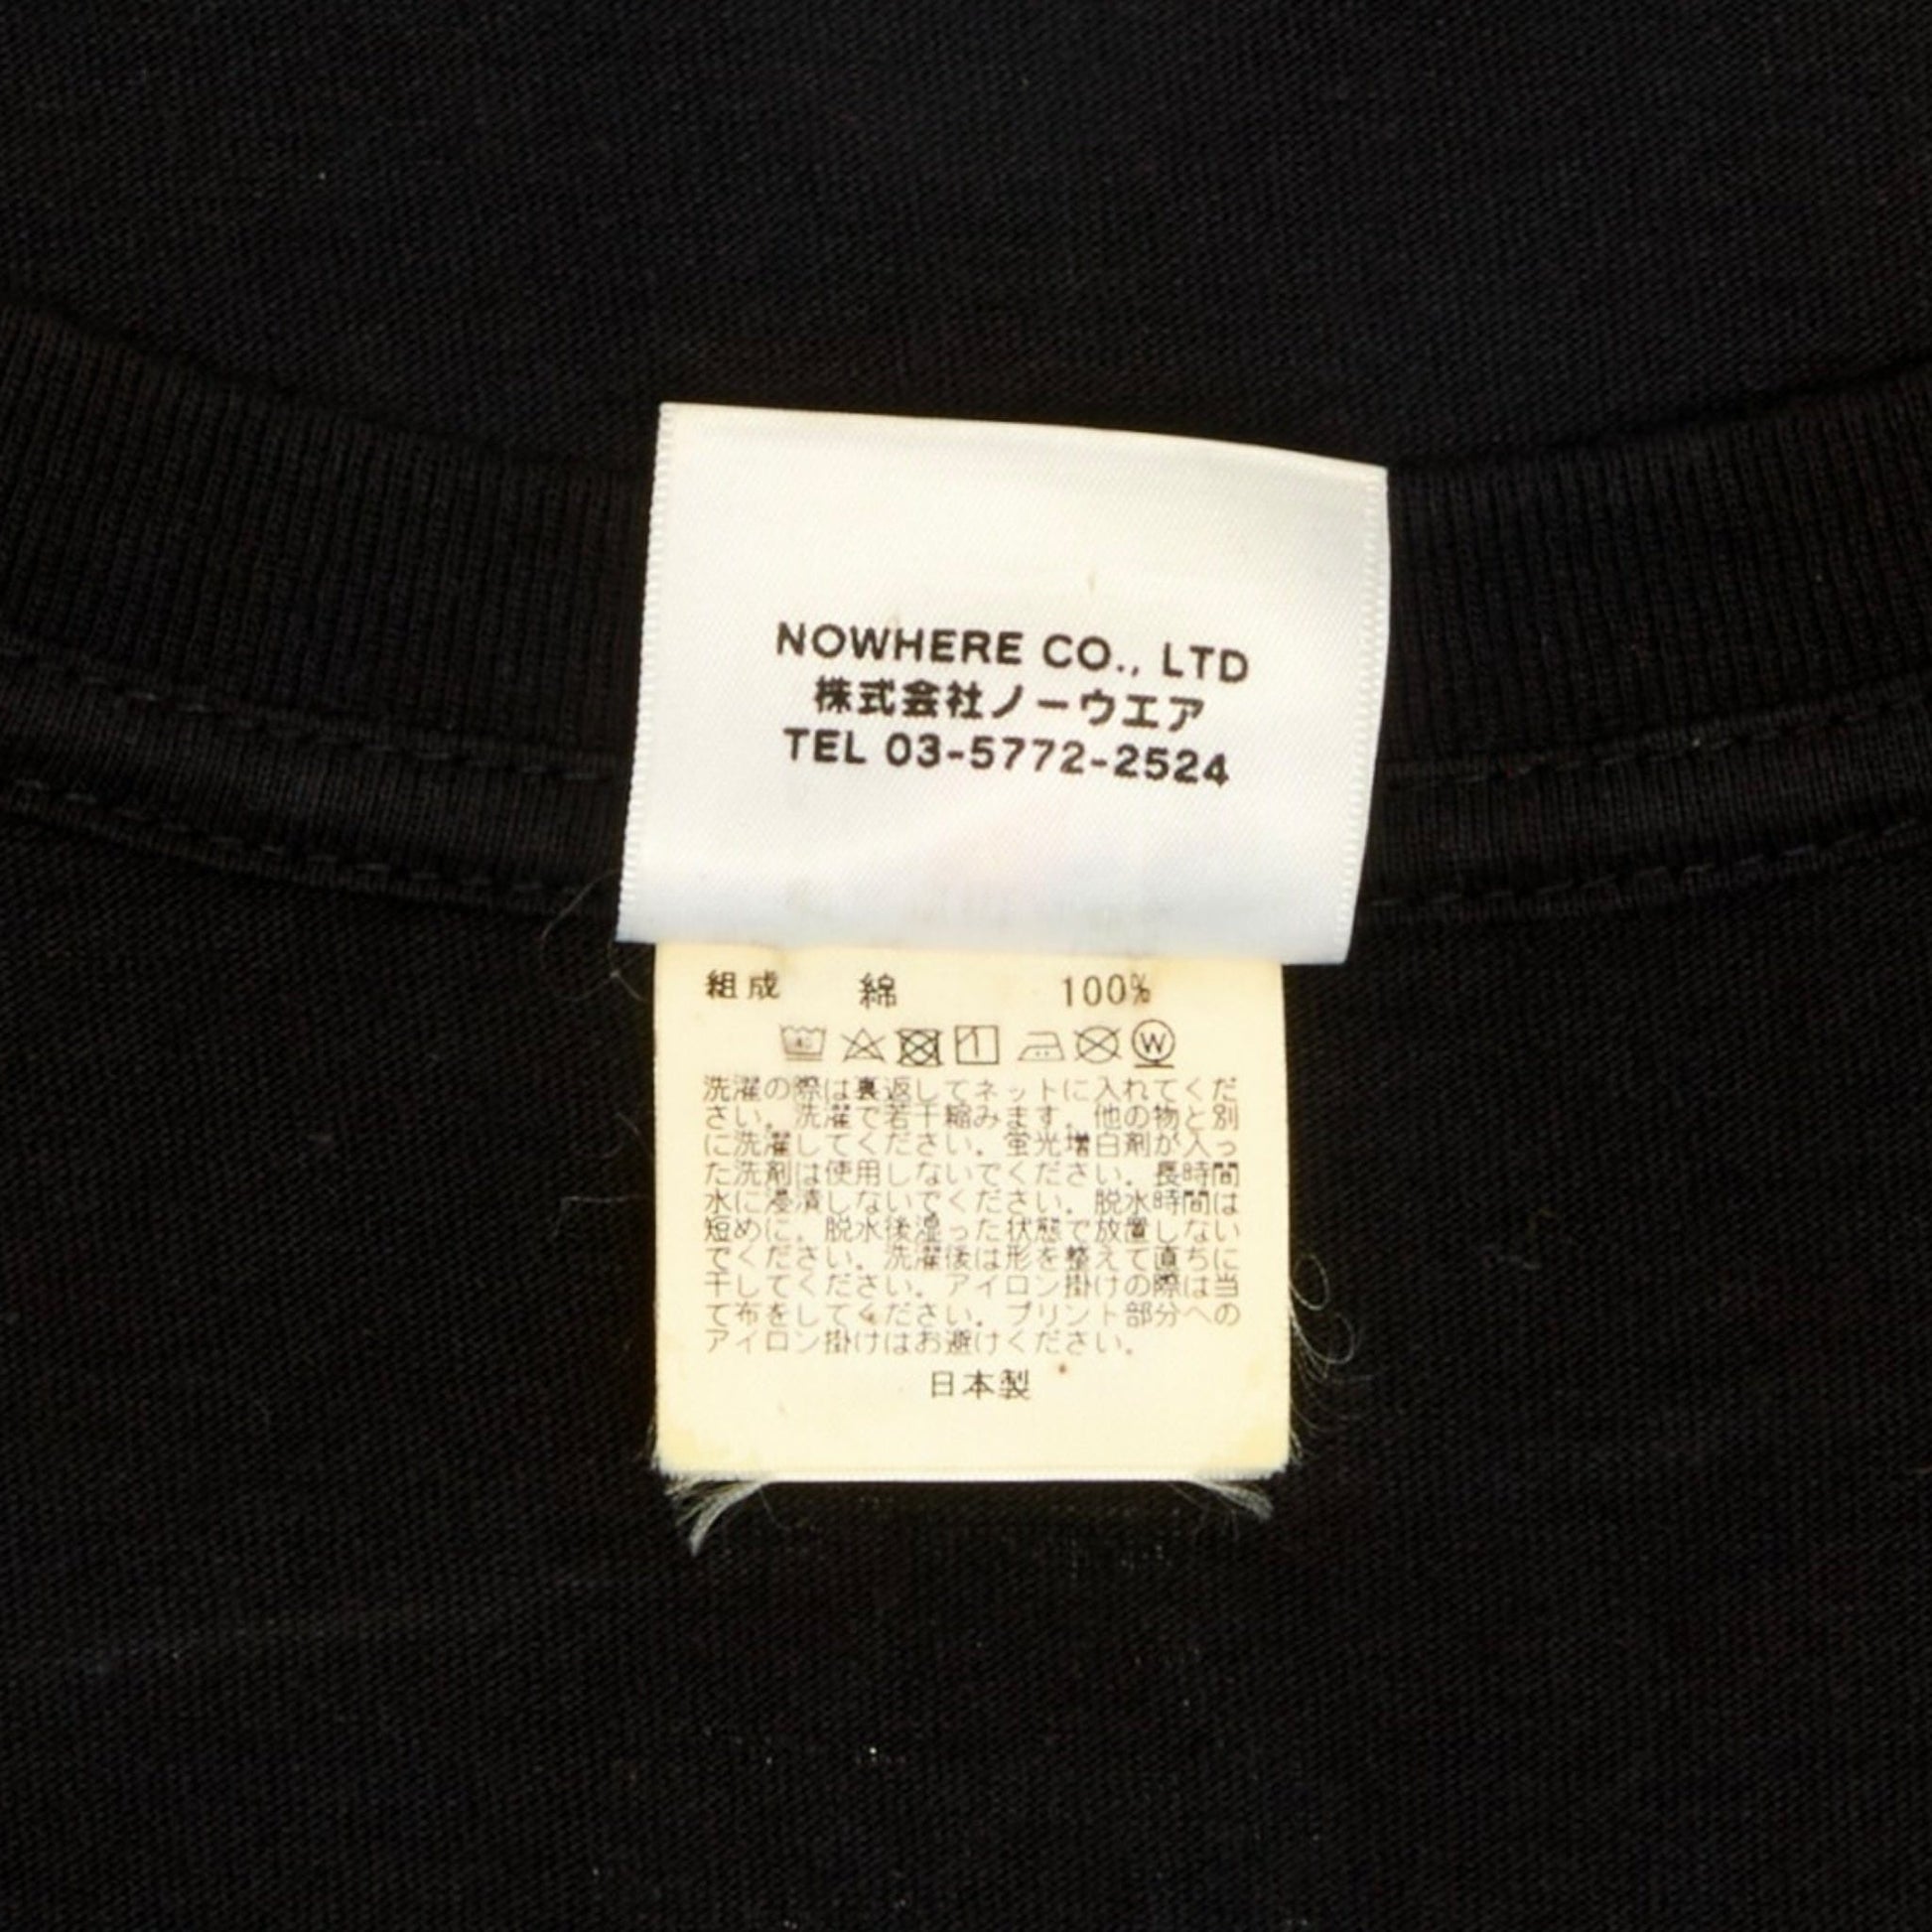 NOWHERE CO., LTD
株式会社ノーウエア
TEL 03-5772-2524
組成 綿 100%
40 W
洗濯の際は裏返してネットに入れてくだ
さい。洗濯で若干縮みます。他の物と別
に洗濯してください。蛍光増白剤が入っ
た洗剤は使用しないでください。長時間
水に浸漬しないでください。脱水時間は
短めに。脱水後湿った状態で放置しない
でください。洗濯後は形を整えて直ちに
干してください。アイロン掛けの際は当
て布をしてください。プリント部分への
アイロン掛けはお避けください。
日本製